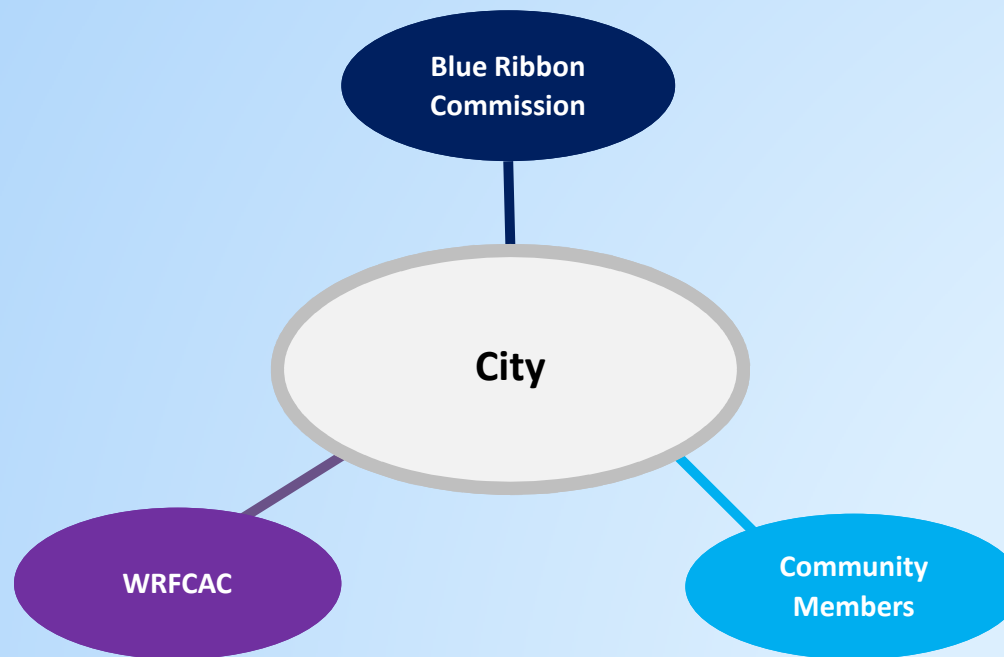 Blue Ribbon
Commission
City
WRFCAC
Community
Members